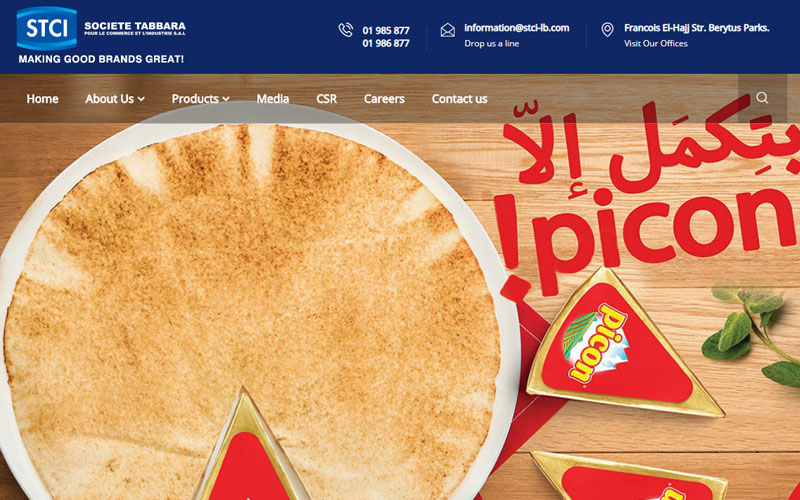 STCI
SOCIETE TABBARA
POUR LE COMMERCE ET L'INDUSTRIE S.A.L
MAKING GOOD BRANDS GREAT!
01 985 877
01 986 877
information@stci-lb.com
Drop us a line
Francois El-Hajj Str. Berytus Parks.
Visit Our Offices
Home
About Us
Products
Media
CSR
Careers
Contact us
بتِكمَل إلاّ
!picon
picon